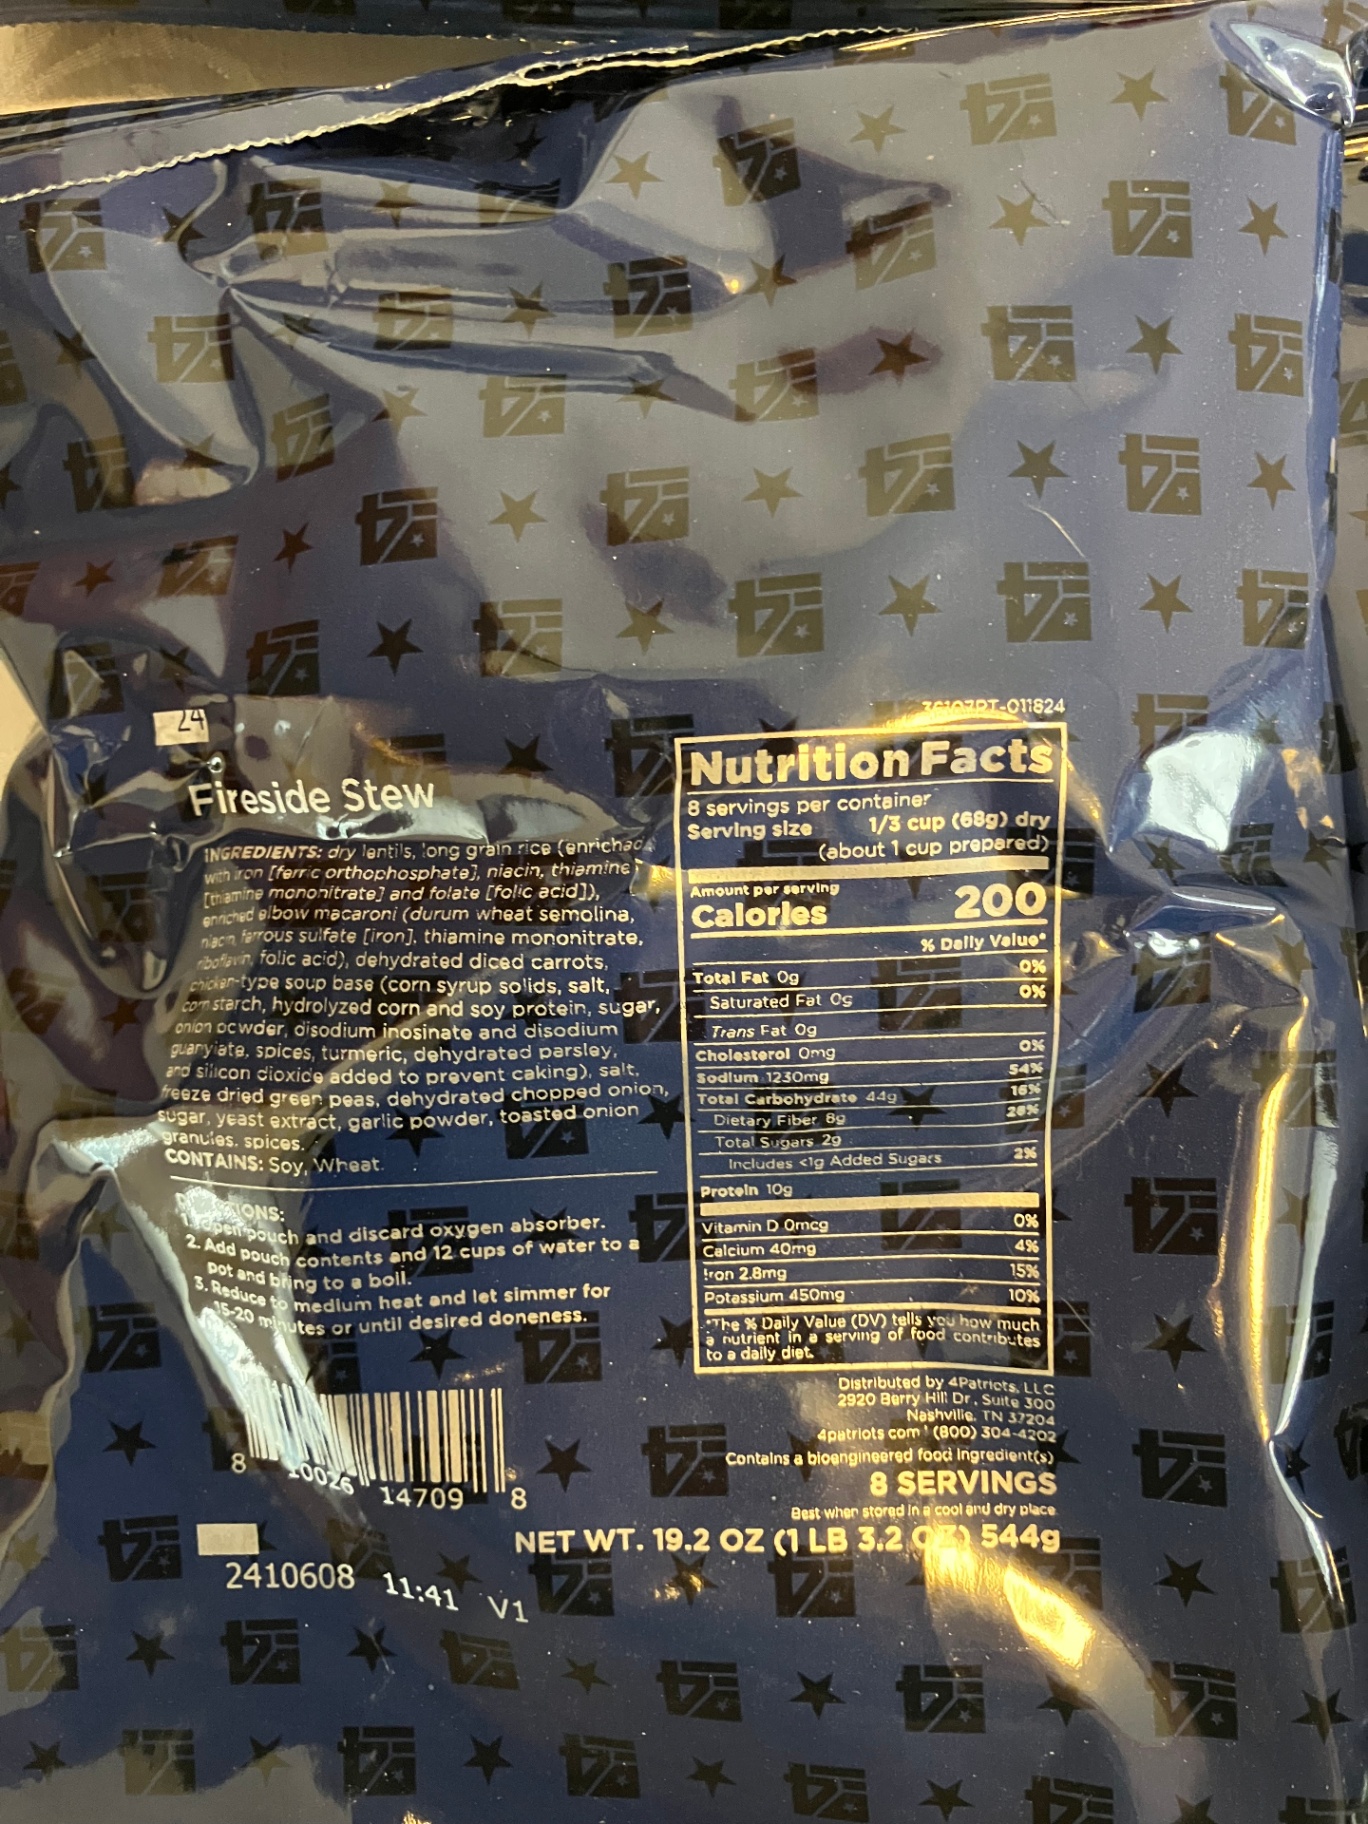 24
Fireside Stew
INGREDIENTS: dry lentils, long grain rice (enriched
with iron [ferric orthophosphate], niacin, thiamine
[thiamine mononitrate] and folate [folic acid]),
enriched elbow macaroni (durum wheat semolina,
niacin, ferrous sulfate [iron], thiamine mononitrate,
riboflavin, folic acid), dehydrated diced carrots,
chicken-type soup base (corn syrup solids, salt,
corn starch, hydrolyzed corn and soy protein, sugar,
onion powder, disodium inosinate and disodium
guanylate, spices, turmeric, dehydrated parsley,
and silicon dioxide added to prevent caking), salt,
freeze dried green peas, dehydrated chopped onion,
sugar, yeast extract, garlic powder, toasted onion
granules, spices.
CONTAINS: Soy, Wheat.
1. Open pouch and discard oxygen absorber.
2. Add pouch contents and 12 cups of water to a
pot and bring to a boil.
3. Reduce to medium heat and let simmer for
15-20 minutes or until desired doneness.
8 10026 14709 8
2410608 11:41 V1
-011824
Nutrition Facts
8 servings per container
Serving size 1/3 cup (68g) dry
(about 1 cup prepared)
Amount per serving
Calories 200
% Daily Value*
Total Fat 0g 0%
Saturated Fat 0g 0%
Trans Fat 0g
Cholesterol 0mg 0%
Sodium 1230mg 54%
Total Carbohydrate 44g 16%
Dietary Fiber 8g 28%
Total Sugars 2g
Includes <1g Added Sugars 2%
Protein 10g
Vitamin D 0mcg 0%
Calcium 40mg 4%
Iron 2.8mg 15%
Potassium 450mg 10%
*The % Daily Value (DV) tells you how much
a nutrient in a serving of food contributes
to a daily diet.
Distributed by 4Patriots, LLC
2920 Berry Hill Dr, Suite 300
Nashville, TN 37204
4patriots.com (800) 304-4202
Contains a bioengineered food ingredient(s)
8 SERVINGS
Best when stored in a cool and dry place
NET WT. 19.2 OZ (1 LB 3.2 OZ) 544g